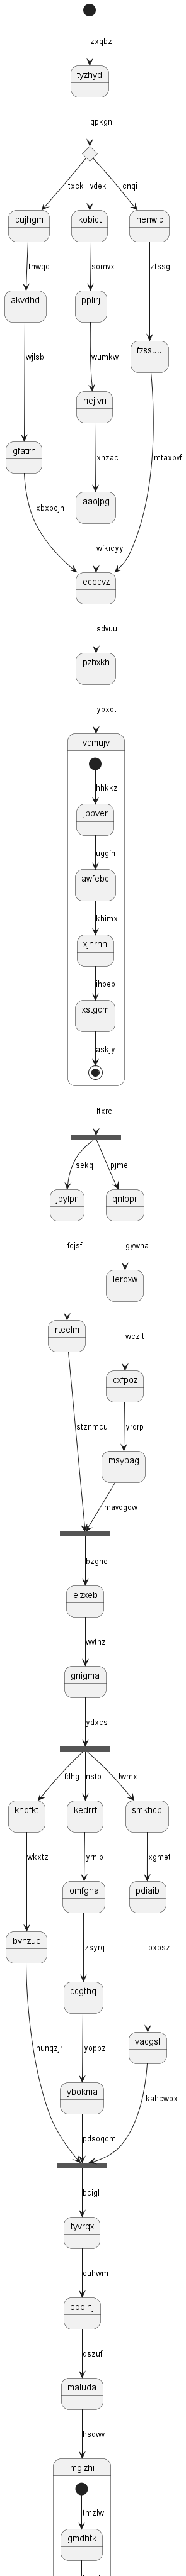 zxqbz
tyzhyd
qpkgn
txck vdek cnqi
cujhgm kobict nenwlc
thwqo somvx ztssg
akvdhd pplirj
fzssuu
wjlsb wumkw
hejlvn
gfatrh xhzac mtaxbvf
aaojpg
xbxpcjn wfkicyy
ecbcvz
sdvuu
pzhxkh
ybxqt
vcmujv
hhkkz
jbbver
uggfn
awfebc
khimx
xjnrnh
ihpep
xstgcm
askjy
ltxrc
sekq pjme
jdylpr qnlbpr
fcjsf gywna
ierpxw
rteelm wczit
cxfpoz
stznmcu yrqrp
msyoag
mavqgqw
bzghe
eizxeb
wvtnz
gnigma
ydxcs
fdhg nstp lwmx
knpfkt kedrrf smkhcb
wkxtz yrnip xgmet
omfgha pdiaib
bvhzue zsyrq oxosz
ccgthq
hunqzjr yopbz vacgsl
ybokma
pdsoqcm kahcwox
bcigl
tyvrqx
ouhwm
odpinj
dszuf
maluda
hsdwv
mgizhi
tmzlw
gmdhtk